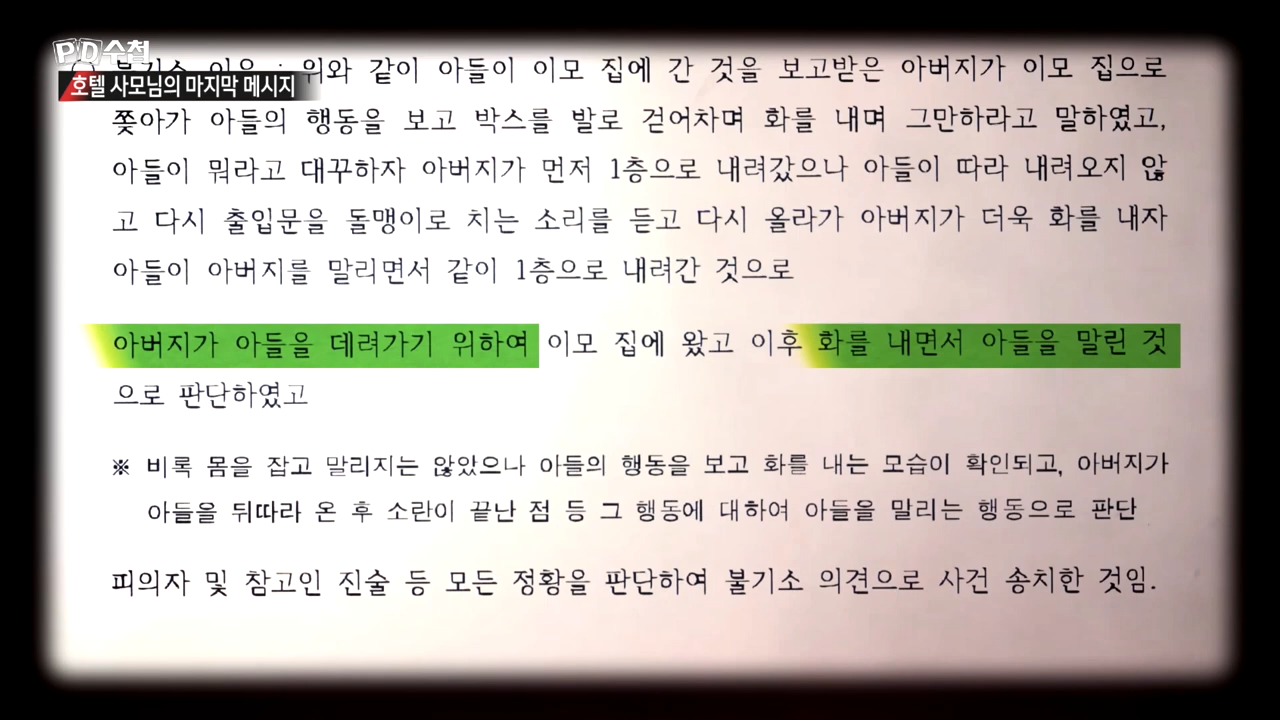 PD수첩
호텔 사모님의 마지막 메시지
위와 같이 아들이 이모 집에 간 것을 보고받은 아버지가 이모 집으로
쫒아가 아들의 행동을 보고 박스를 발로 걷어차며 화를 내며 그만하라고 말하였고,
아들이 뭐라고 대꾸하자 아버지가 먼저 1층으로 내려갔으나 아들이 따라 내려오지 않
고 다시 출입문을 돌맹이로 치는 소리를 듣고 다시 올라가 아버지가 더욱 화를 내자
아들이 아버지를 말리면서 같이 1층으로 내려간 것으로
아버지가 아들을 데려가기 위하여 이모 집에 왔고 이후 화를 내면서 아들을 말린 것
으로 판단하였고
※ 비록 몸을 잡고 말리지는 않았으나 아들의 행동을 보고 화를 내는 모습이 확인되고, 아버지가
아들을 뒤따라 온 후 소란이 끝난 점 등 그 행동에 대하여 아들을 말리는 행동으로 판단
피의자 및 참고인 진술 등 모든 정황을 판단하여 불기소 의견으로 사건 송치한 것임.